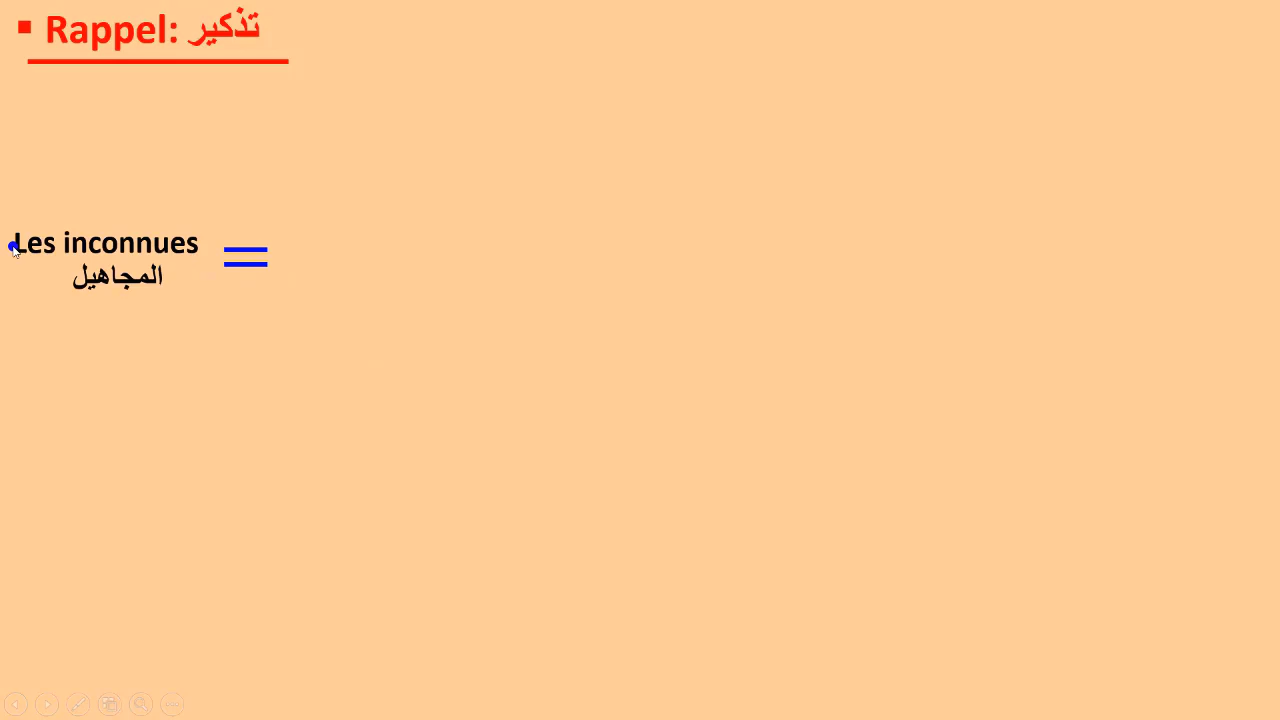 ▪ Rappel: تذكير
Les inconnues =
المجاهيل